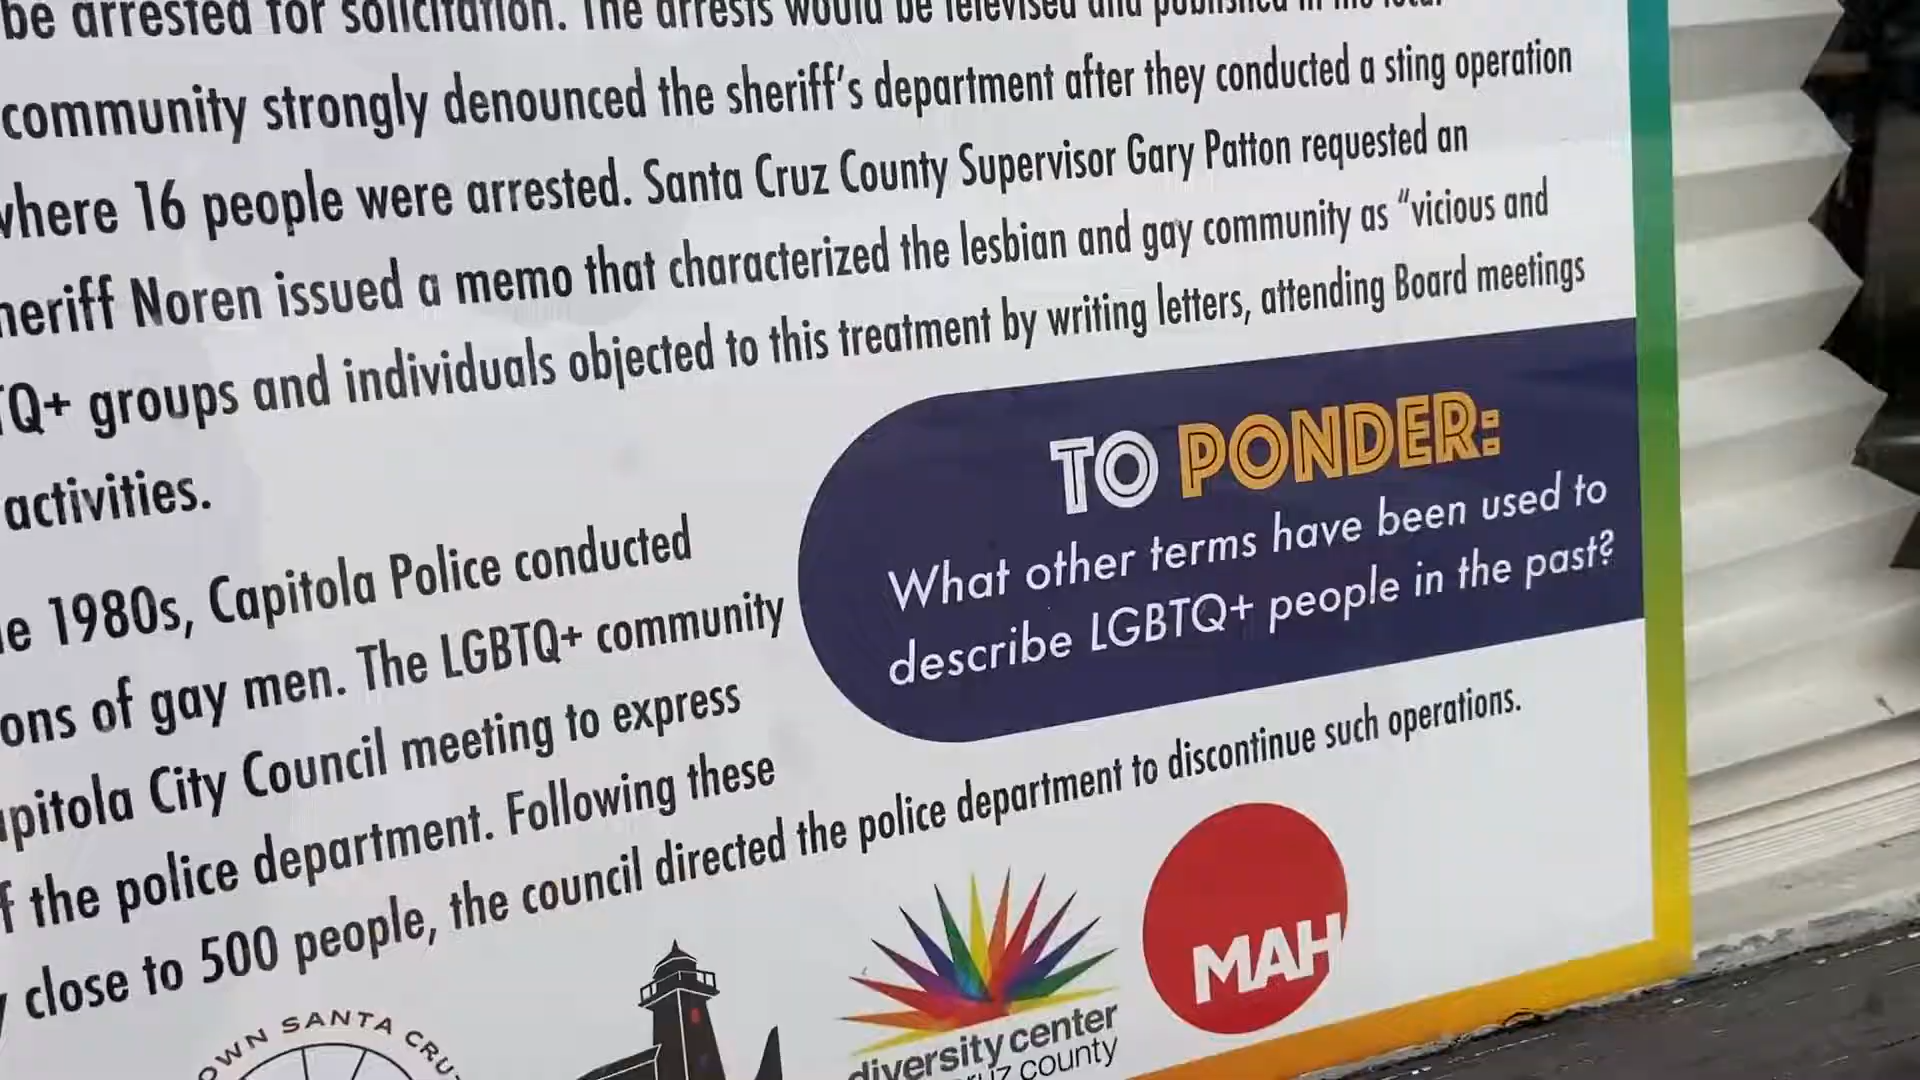 be arrested for solicitation. The arrests would be televised and published in the local
community strongly denounced the sheriff's department after they conducted a sting operation
where 16 people were arrested. Santa Cruz County Supervisor Gary Patton requested an
heriff Noren issued a memo that characterized the lesbian and gay community as “vicious and
TQ+ groups and individuals objected to this treatment by writing letters, attending Board meetings
activities.
TO PONDER:
What other terms have been used to
describe LGBTQ+ people in the past?
e 1980s, Capitola Police conducted
ons of gay men. The LGBTQ+ community
apitola City Council meeting to express
f the police department. Following these
close to 500 people, the council directed the police department to discontinue such operations.
OWN SANTA CRU
diversity center
ruz county
MAH